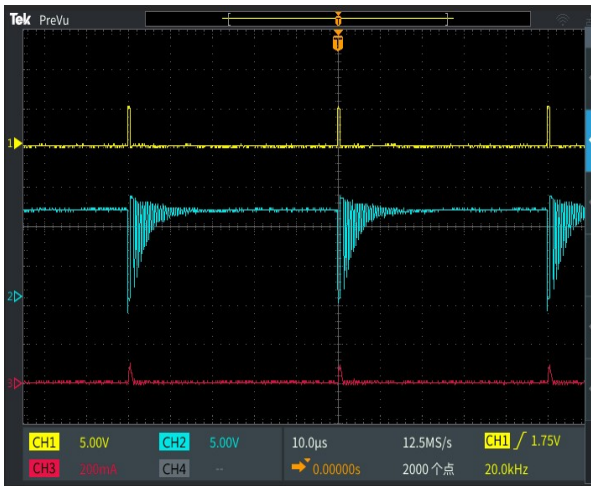 Tek PreVu
T
T
1
2
3
CH1 5.00V CH2 5.00V 10.0µs 12.5MS/s CH1 / 1.75V
CH3 200mA CH4 -- 0.00000s 2000 个点 20.0kHz